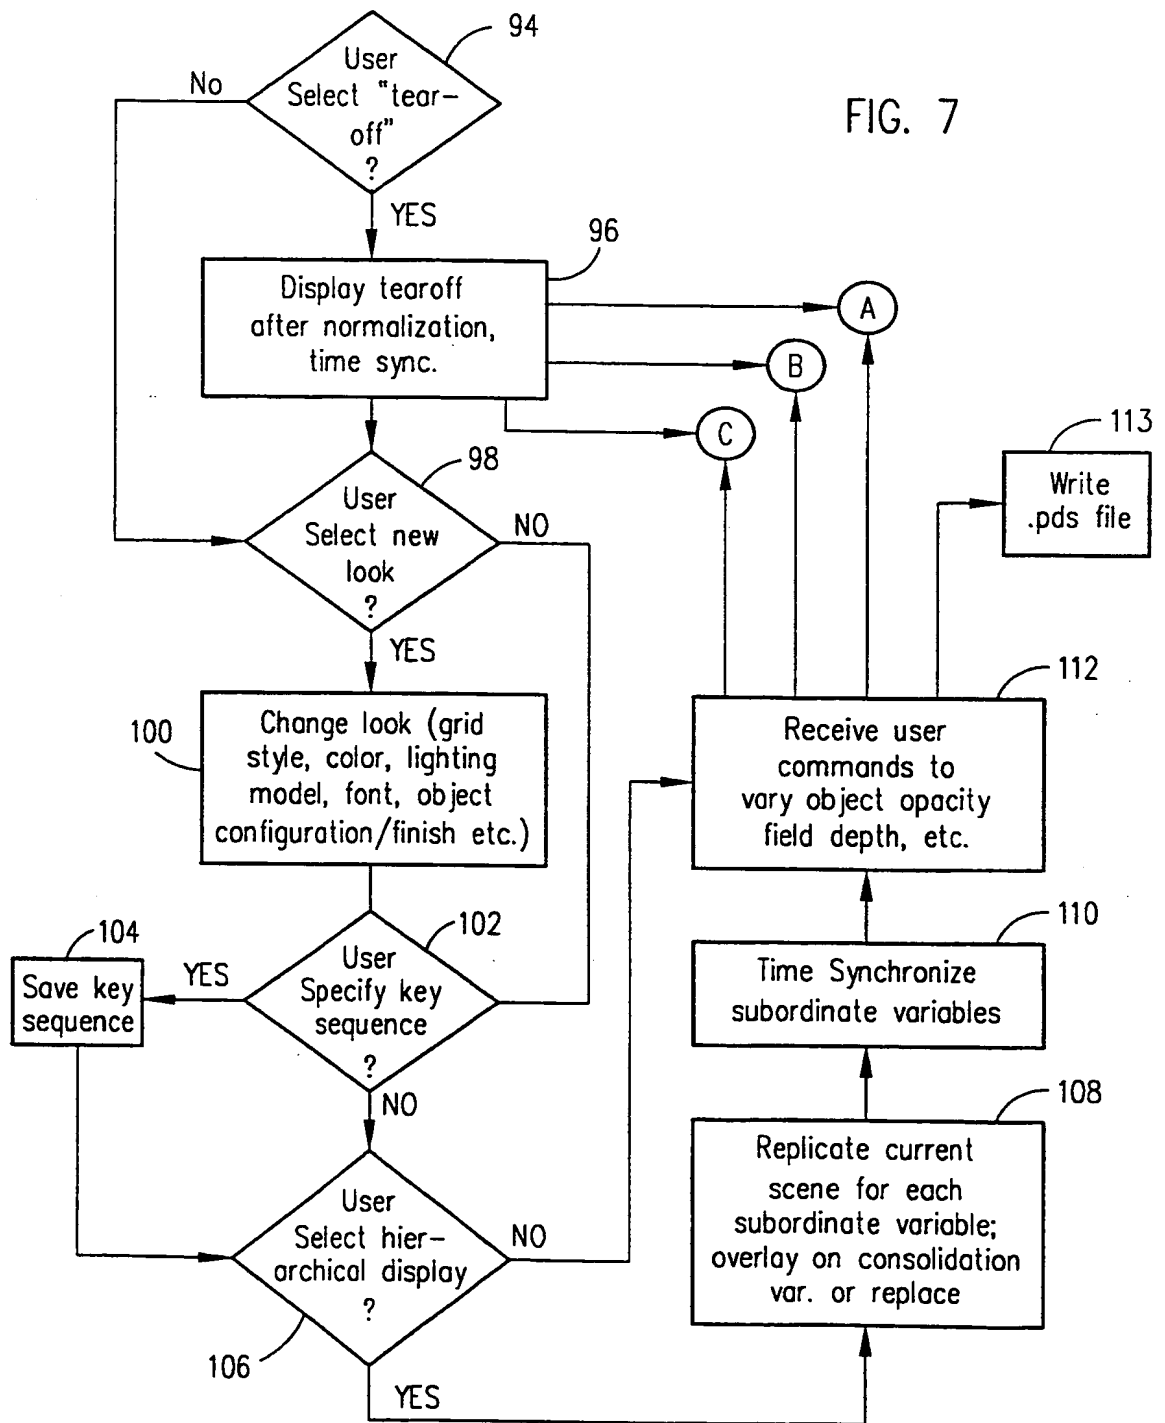 94
User
Select "tear-
off"
?
No
FIG. 7
YES
96
Display tearoff
after normalization,
time sync.
A
B
C
113
Write
.pds file
98
User
Select new
look
?
NO
YES
112
100
Change look (grid
style, color, lighting
model, font, object
configuration/finish etc.)
Receive user
commands to
vary object opacity
field depth, etc.
102
104
Save key
sequence
YES
User
Specify key
sequence
?
NO
110
Time Synchronize
subordinate variables
108
Replicate current
scene for each
subordinate variable;
overlay on consolidation
var. or replace
User
Select hier-
archical display
?
NO
106
YES